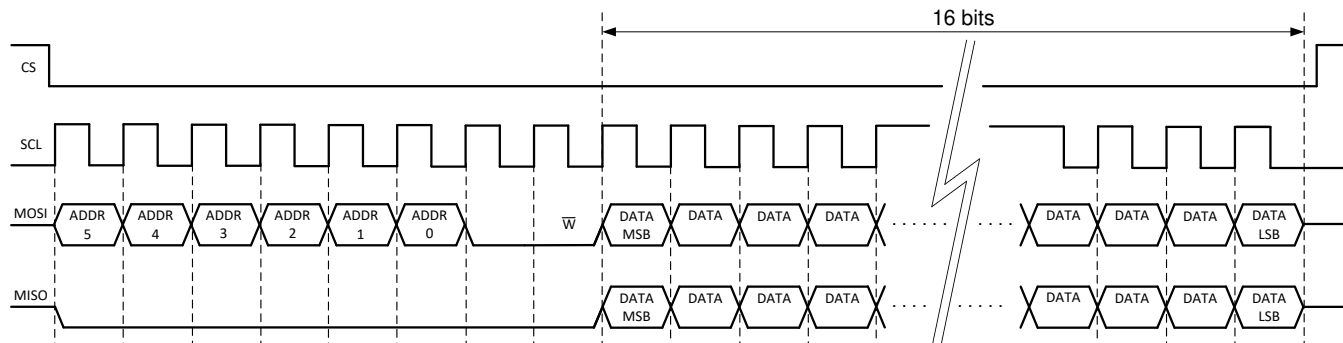 16 bits
CS
SCL
MOSI
ADDR
5
ADDR
4
ADDR
3
ADDR
2
ADDR
1
ADDR
0
W̅
DATA
MSB
DATA
DATA
DATA
DATA
DATA
DATA
DATA
LSB
MISO
DATA
MSB
DATA
DATA
DATA
DATA
DATA
DATA
DATA
LSB